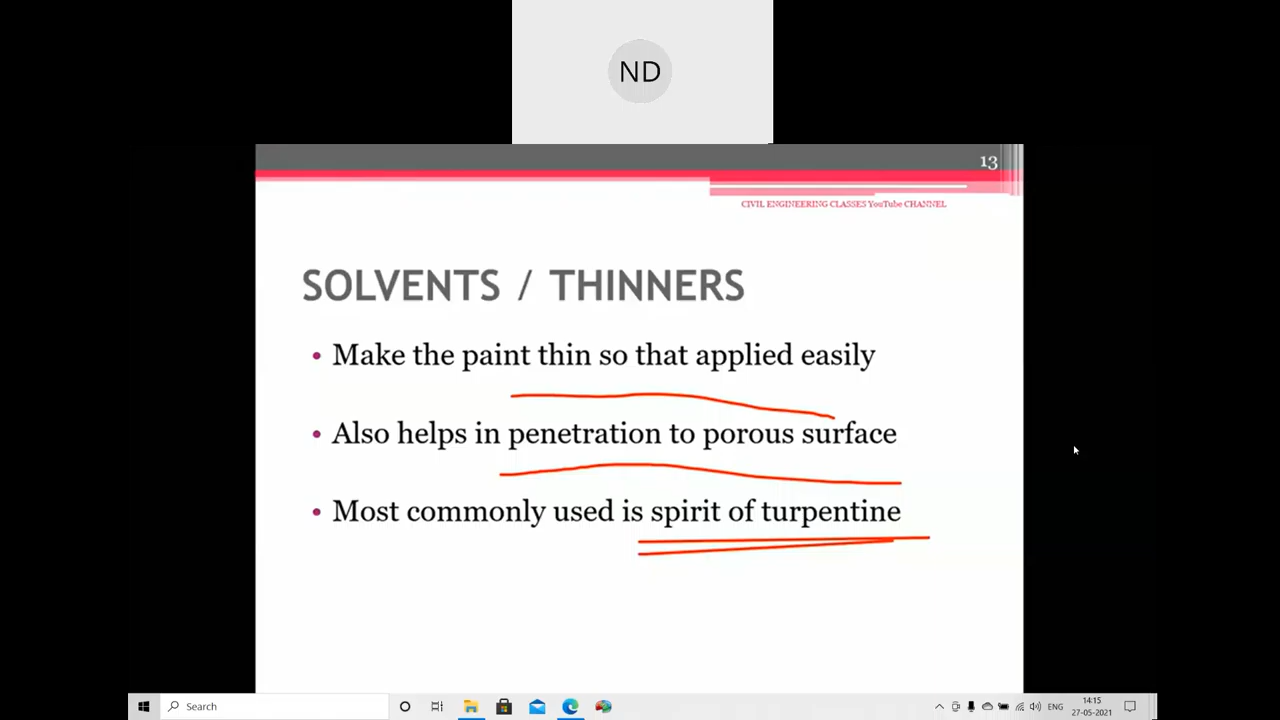 ND
13
CIVIL ENGINEERING CLASSES YouTube CHANNEL
SOLVENTS / THINNERS
• Make the paint thin so that applied easily
• Also helps in penetration to porous surface
• Most commonly used is spirit of turpentine
Search
ENG
14:15
27-05-2021